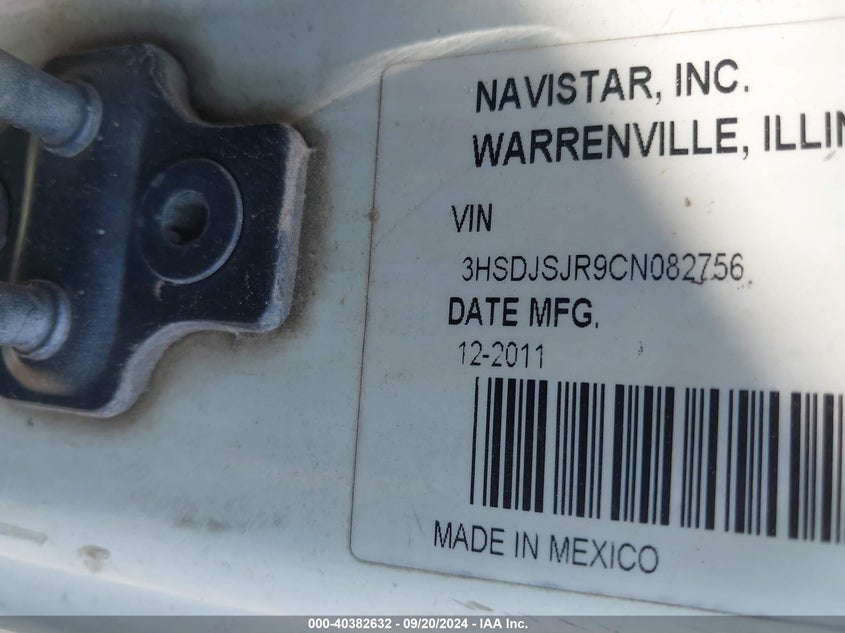 NAVISTAR, INC.
WARRENVILLE, ILLIN
VIN
3HSDJSJR9CN082756
DATE MFG.
12-2011
MADE IN MEXICO
000-40382632 - 09/20/2024 - IAA Inc.